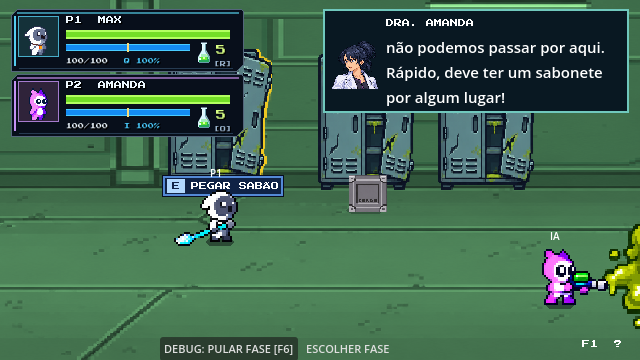 P1 MAX
100/100 Q 100% 5 [R]
P2 AMANDA
100/100 I 100% 5 [O]
DRA. AMANDA
não podemos passar por aqui.
Rápido, deve ter um sabonete
por algum lugar!
P1
E PEGAR SABAO
IA
F1 ?
DEBUG: PULAR FASE [F6] ESCOLHER FASE